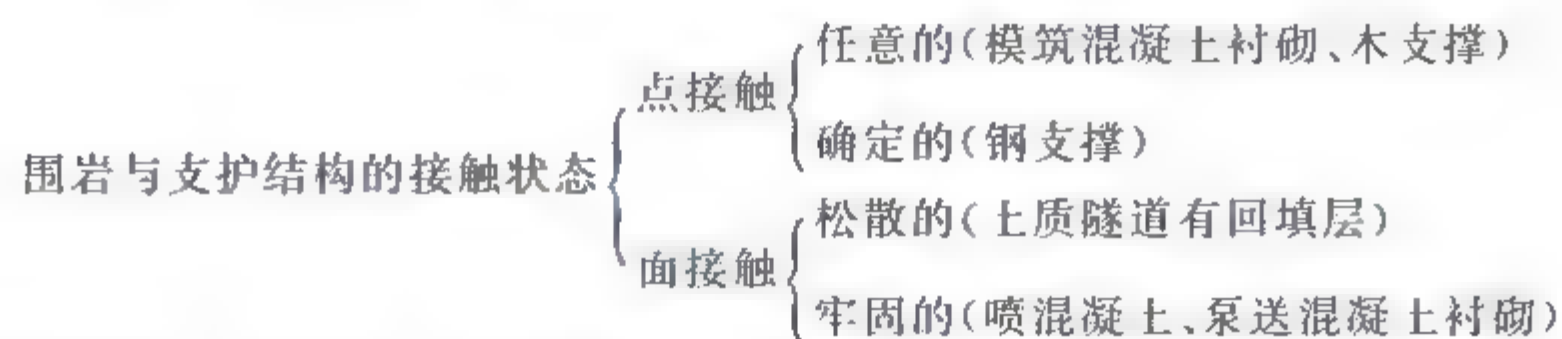 任意的(模筑混凝土衬砌、木支撑)
点接触
确定的(钢支撑)
围岩与支护结构的接触状态
松散的(土质隧道有回填层)
面接触
牢固的(喷混凝土、泵送混凝土衬砌)